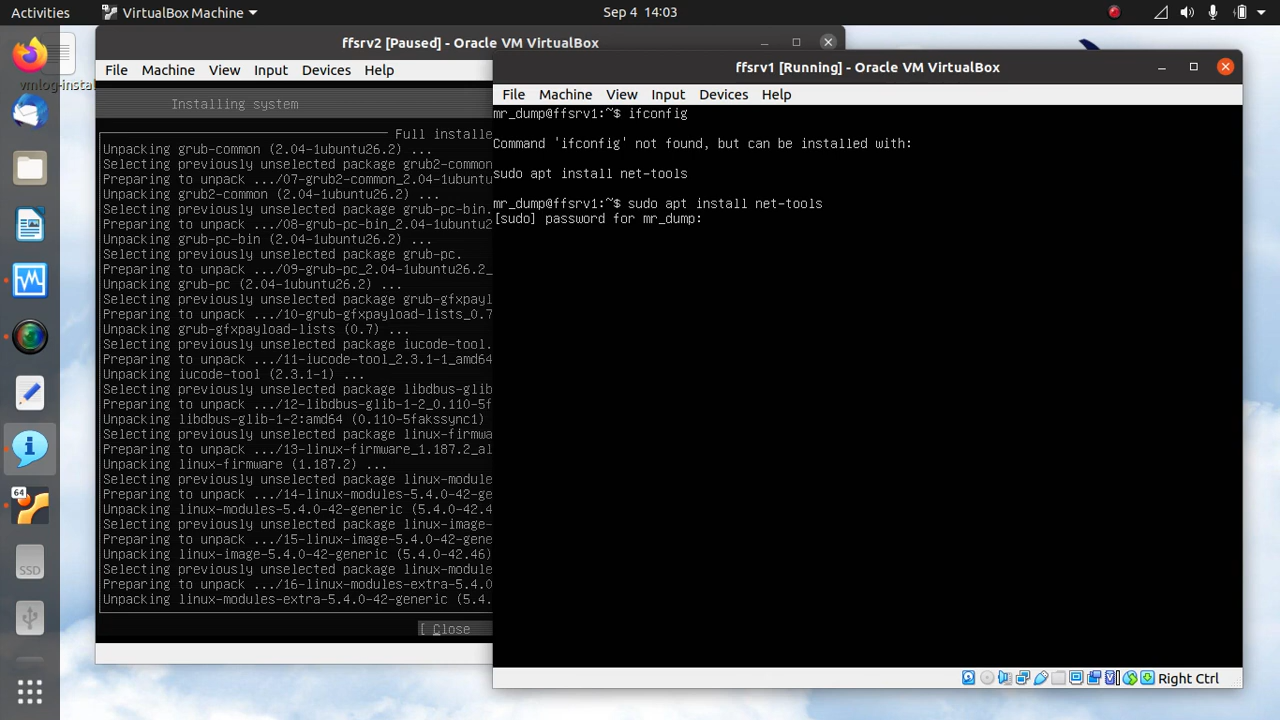 Activities
VirtualBox Machine
Sep 4 14:03
vmlog-instal
64
SSD
ffsrv2 [Paused] - Oracle VM VirtualBox
File Machine View Input Devices Help
Installing system
Full installe
Unpacking grub-common (2.04-1ubuntu26.2) ...
Selecting previously unselected package grub2-common
Preparing to unpack .../07-grub2-common_2.04-1ubuntu
Unpacking grub2-common (2.04-1ubuntu26.2) ...
Selecting previously unselected package grub-pc-bin.
Preparing to unpack .../08-grub-pc-bin_2.04-1ubuntu2
Unpacking grub-pc-bin (2.04-1ubuntu26.2) ...
Selecting previously unselected package grub-pc.
Preparing to unpack .../09-grub-pc_2.04-1ubuntu26.2_
Unpacking grub-pc (2.04-1ubuntu26.2) ...
Selecting previously unselected package grub-gfxpayl
Preparing to unpack .../10-grub-gfxpayload-lists_0.7
Unpacking grub-gfxpayload-lists (0.7) ...
Selecting previously unselected package iucode-tool.
Preparing to unpack .../11-iucode-tool_2.3.1-1_amd64
Unpacking iucode-tool (2.3.1-1) ...
Selecting previously unselected package libdbus-glib
Preparing to unpack .../12-libdbus-glib-1-2_0.110-5f
Unpacking libdbus-glib-1-2:amd64 (0.110-5fakssync1)
Selecting previously unselected package linux-firmwa
Preparing to unpack .../13-linux-firmware_1.187.2_al
Unpacking linux-firmware (1.187.2) ...
Selecting previously unselected package linux-module
Preparing to unpack .../14-linux-modules-5.4.0-42-ge
Unpacking linux-modules-5.4.0-42-generic (5.4.0-42.4
Selecting previously unselected package linux-image-
Preparing to unpack .../15-linux-image-5.4.0-42-gene
Unpacking linux-image-5.4.0-42-generic (5.4.0-42.46)
Selecting previously unselected package linux-module
Preparing to unpack .../16-linux-modules-extra-5.4.0
Unpacking linux-modules-extra-5.4.0-42-generic (5.4.
[ Close
ffsrv1 [Running] - Oracle VM VirtualBox
File Machine View Input Devices Help
mr_dump@ffsrv1:~$ ifconfig
Command 'ifconfig' not found, but can be installed with:
sudo apt install net-tools
mr_dump@ffsrv1:~$ sudo apt install net-tools
[sudo] password for mr_dump:
Right Ctrl